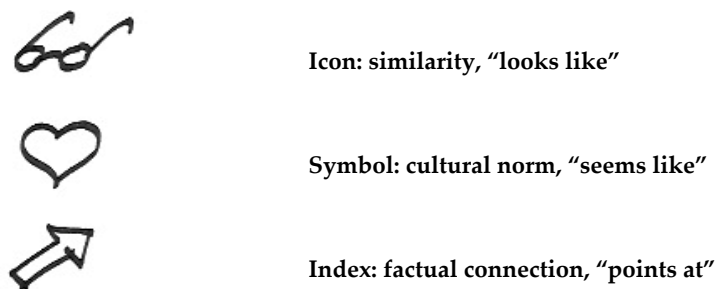 Icon: similarity, “looks like”
Symbol: cultural norm, “seems like”
Index: factual connection, “points at”